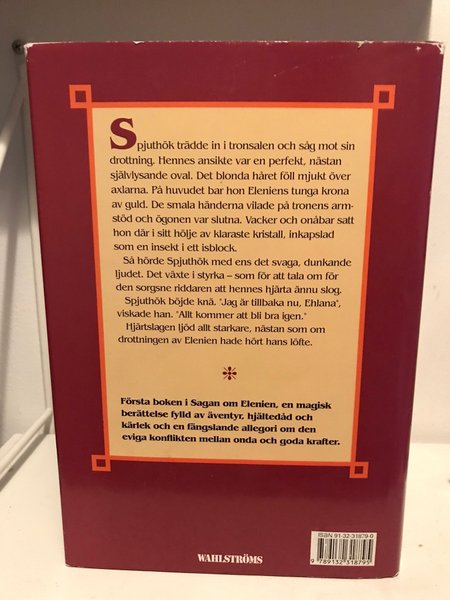 Spjuthök trädde in i tronsalen och såg mot sin
drottning. Hennes ansikte var en perfekt, nästan
självlysande oval. Det blonda håret föll mjukt över
axlarna. På huvudet bar hon Eleniens tunga krona
av guld. De smala händerna vilade på tronens arm-
stöd och ögonen var slutna. Vacker och onåbar satt
hon där i sitt hölje av klaraste kristall, inkapslad
som en insekt i ett isblock.
Så hörde Spjuthök med ens det svaga, dunkande
ljudet. Det växte i styrka – som för att tala om för
den sorgsne riddaren att hennes hjärta ännu slog.
Spjuthök böjde knä. "Jag är tillbaka nu, Ehlana",
viskade han. "Allt kommer att bli bra igen."
Hjärtslagen ljöd allt starkare, nästan som om
drottningen av Elenien hade hört hans löfte.
Första boken i Sagan om Elenien, en magisk
berättelse fylld av äventyr, hjältedåd och
kärlek och en fängslande allegori om den
eviga konflikten mellan onda och goda krafter.
ISBN 91-32-31879-0
9 789132 318795
WAHLSTRÖMS